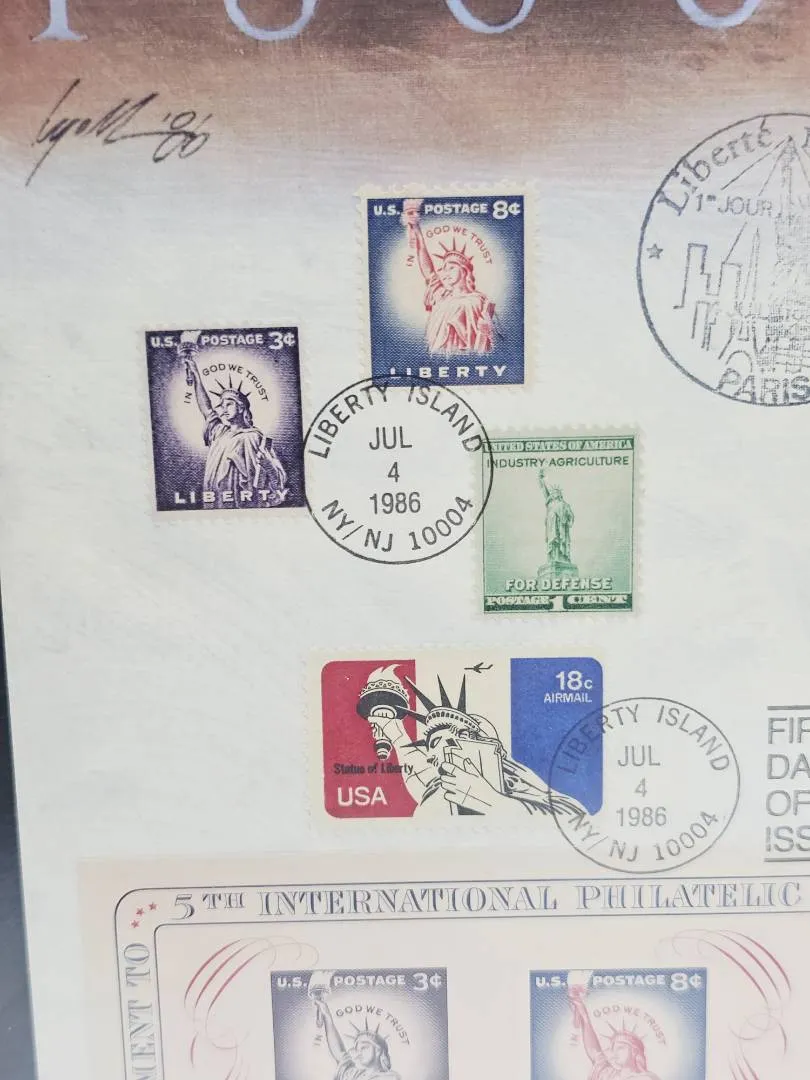 '86
Liberté
1er JOUR
PARIS
U.S. POSTAGE 8¢
IN GOD WE TRUST
LIBERTY
U.S. POSTAGE 3¢
IN GOD WE TRUST
LIBERTY
LIBERTY ISLAND
JUL
4
1986
NY/NJ 10004
UNITED STATES OF AMERICA
INDUSTRY AGRICULTURE
FOR DEFENSE
POSTAGE 1 CENT
18c
AIRMAIL
Statue of Liberty
USA
LIBERTY ISLAND
JUL
4
1986
NY/NJ 10004
OF
5TH INTERNATIONAL PHILATELIC
TO
U.S. POSTAGE 3¢
IN GOD WE TRUST
U.S. POSTAGE 8¢
IN GOD WE TRUST